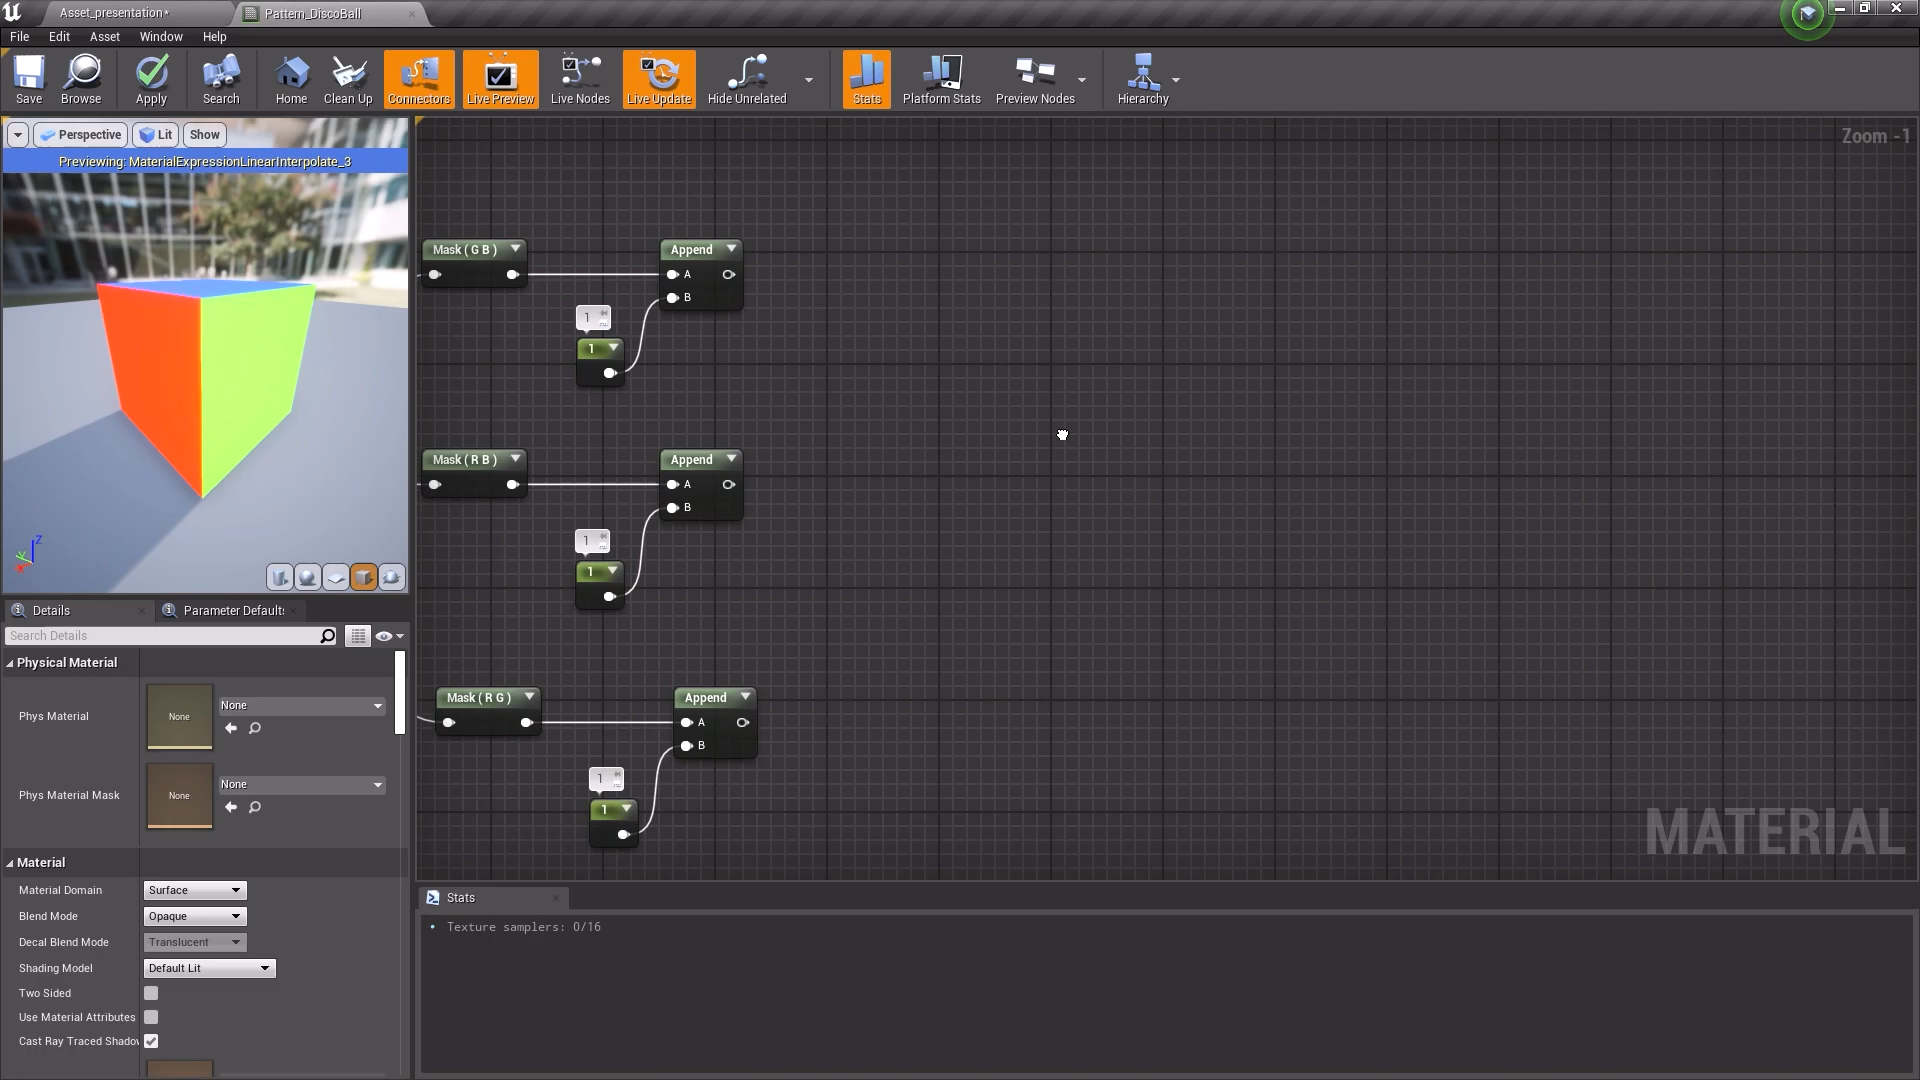 Asset_presentation*
Pattern_DiscoBall
File Edit Asset Window Help
Save Browse Apply Search Home Clean Up Connectors Live Preview Live Nodes Live Update Hide Unrelated Stats Platform Stats Preview Nodes Hierarchy
Perspective Lit Show
Previewing: MaterialExpressionLinearInterpolate_3
Zoom -1
Mask ( G B ) Append
A
B
1
1
Mask ( R B ) Append
A
B
1
1
Mask ( R G ) Append
A
B
1
1
MATERIAL
Z
Y
X
Details Parameter Defaults
Search Details
Physical Material
Phys Material None None
Phys Material Mask None None
Material
Material Domain Surface
Blend Mode Opaque
Decal Blend Mode Translucent
Shading Model Default Lit
Two Sided
Use Material Attributes
Cast Ray Traced Shadov
Stats
• Texture samplers: 0/16